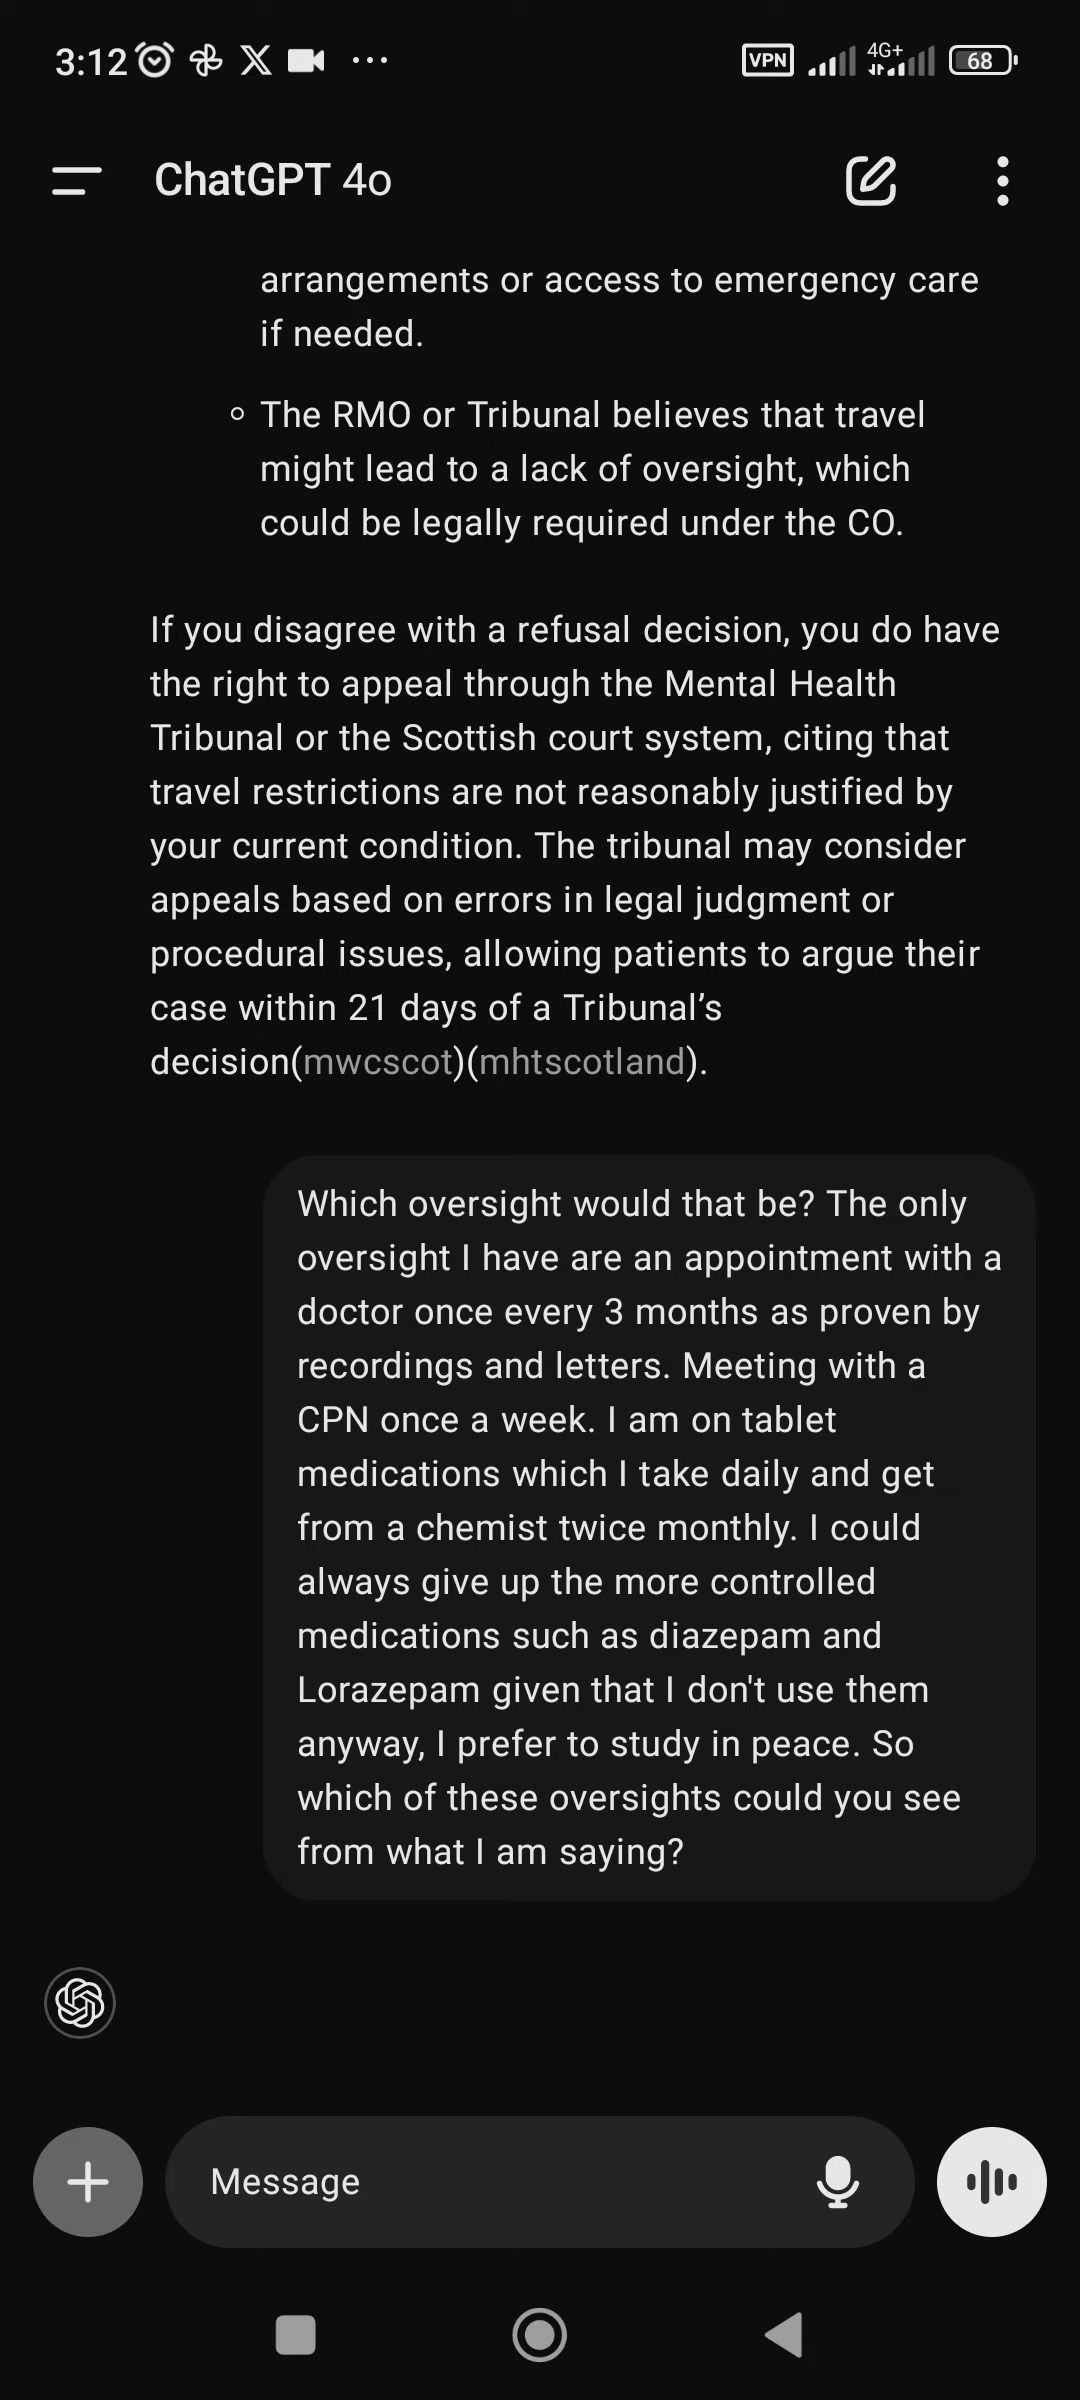 3:12
VPN 4G+ 68
ChatGPT 4o
arrangements or access to emergency care
if needed.
The RMO or Tribunal believes that travel
might lead to a lack of oversight, which
could be legally required under the CO.
If you disagree with a refusal decision, you do have
the right to appeal through the Mental Health
Tribunal or the Scottish court system, citing that
travel restrictions are not reasonably justified by
your current condition. The tribunal may consider
appeals based on errors in legal judgment or
procedural issues, allowing patients to argue their
case within 21 days of a Tribunal’s
decision(mwcscot)(mhtscotland).
Which oversight would that be? The only
oversight I have are an appointment with a
doctor once every 3 months as proven by
recordings and letters. Meeting with a
CPN once a week. I am on tablet
medications which I take daily and get
from a chemist twice monthly. I could
always give up the more controlled
medications such as diazepam and
Lorazepam given that I don't use them
anyway, I prefer to study in peace. So
which of these oversights could you see
from what I am saying?
Message